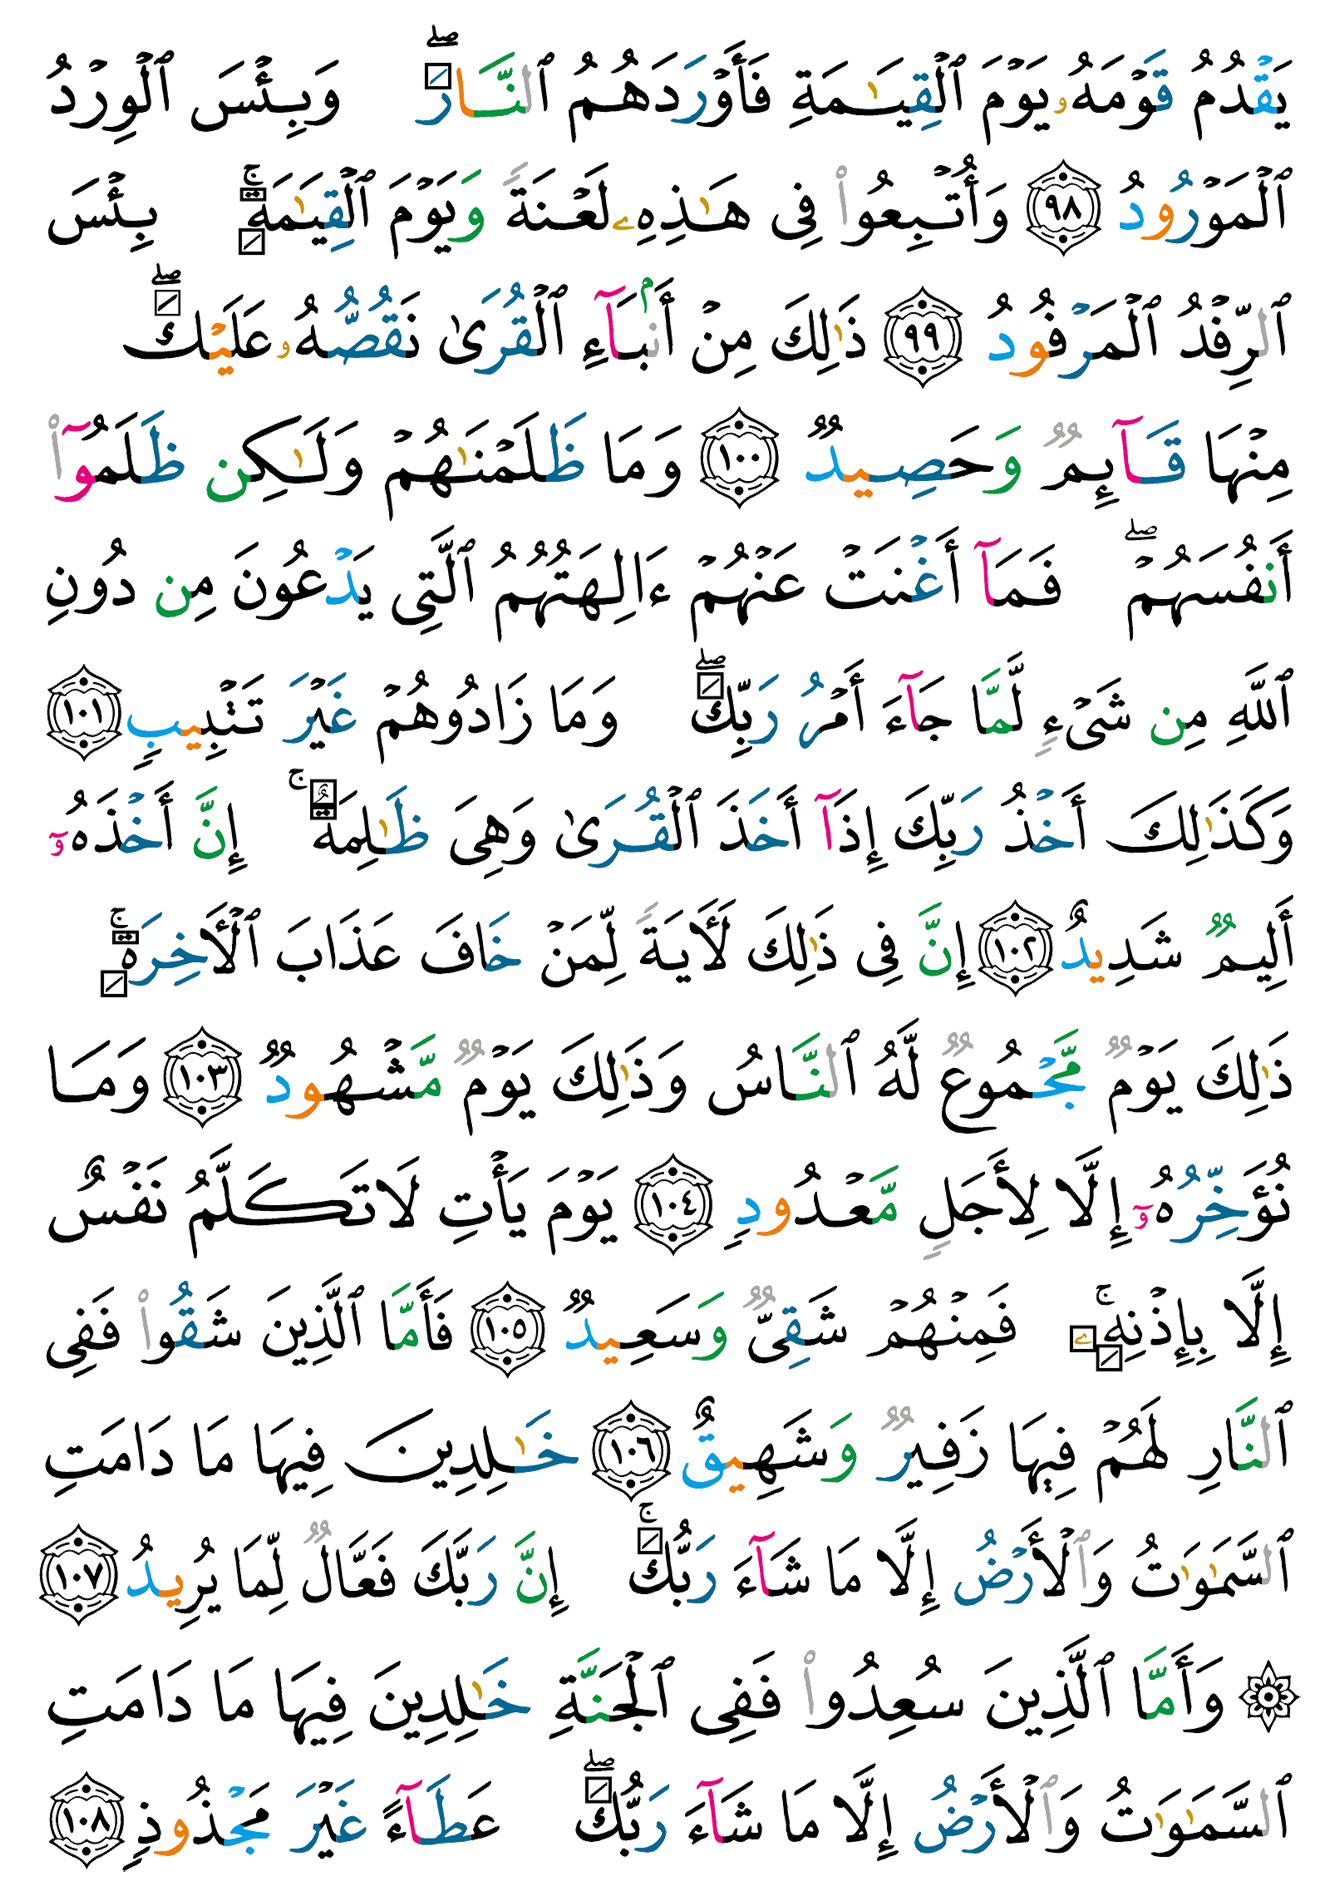 يَقۡدُمُ قَوۡمَهُۥ يَوۡمَ ٱلۡقِيَٰمَةِ فَأَوۡرَدَهُمُ ٱلنَّارَۖ وَبِئۡسَ ٱلۡوِرۡدُ
ٱلۡمَوۡرُودُ ٩٨ وَأُتۡبِعُواْ فِي هَٰذِهِۦ لَعۡنَةٗ وَيَوۡمَ ٱلۡقِيَٰمَةِۚ بِئۡسَ
ٱلرِّفۡدُ ٱلۡمَرۡفُودُ ٩٩ ذَٰلِكَ مِنۡ أَنۢبَآءِ ٱلۡقُرَىٰ نَقُصُّهُۥ عَلَيۡكَۖ
مِنۡهَا قَآئِمٞ وَحَصِيدٞ ١٠٠ وَمَا ظَلَمۡنَٰهُمۡ وَلَٰكِن ظَلَمُوٓاْ
أَنفُسَهُمۡۖ فَمَآ أَغۡنَتۡ عَنۡهُمۡ ءَالِهَتُهُمُ ٱلَّتِي يَدۡعُونَ مِن دُونِ
ٱللَّهِ مِن شَيۡءٖ لَّمَّا جَآءَ أَمۡرُ رَبِّكَۖ وَمَا زَادُوهُمۡ غَيۡرَ تَتۡبِيبٖ ١٠١
وَكَذَٰلِكَ أَخۡذُ رَبِّكَ إِذَآ أَخَذَ ٱلۡقُرَىٰ وَهِيَ ظَٰلِمَةٌۚ إِنَّ أَخۡذَهُۥٓ
أَلِيمٞ شَدِيدٌ ١٠٢ إِنَّ فِي ذَٰلِكَ لَأٓيَةٗ لِّمَنۡ خَافَ عَذَابَ ٱلۡأٓخِرَةِۚ
ذَٰلِكَ يَوۡمٞ مَّجۡمُوعٞ لَّهُ ٱلنَّاسُ وَذَٰلِكَ يَوۡمٞ مَّشۡهُودٞ ١٠٣ وَمَا
نُؤَخِّرُهُۥٓ إِلَّا لِأَجَلٖ مَّعۡدُودٖ ١٠٤ يَوۡمَ يَأۡتِ لَا تَكَلَّمُ نَفۡسٌ
إِلَّا بِإِذۡنِهِۦۚ فَمِنۡهُمۡ شَقِيّٞ وَسَعِيدٞ ١٠٥ فَأَمَّا ٱلَّذِينَ شَقُواْ فَفِي
ٱلنَّارِ لَهُمۡ فِيهَا زَفِيرٞ وَشَهِيقٌ ١٠٦ خَٰلِدِينَ فِيهَا مَا دَامَتِ
ٱلسَّمَٰوَٰتُ وَٱلۡأَرۡضُ إِلَّا مَا شَآءَ رَبُّكَۚ إِنَّ رَبَّكَ فَعَّالٞ لِّمَا يُرِيدُ ١٠٧
۞ وَأَمَّا ٱلَّذِينَ سُعِدُواْ فَفِي ٱلۡجَنَّةِ خَٰلِدِينَ فِيهَا مَا دَامَتِ
ٱلسَّمَٰوَٰتُ وَٱلۡأَرۡضُ إِلَّا مَا شَآءَ رَبُّكَۖ عَطَآءً غَيۡرَ مَجۡذُوذٖ ١٠٨